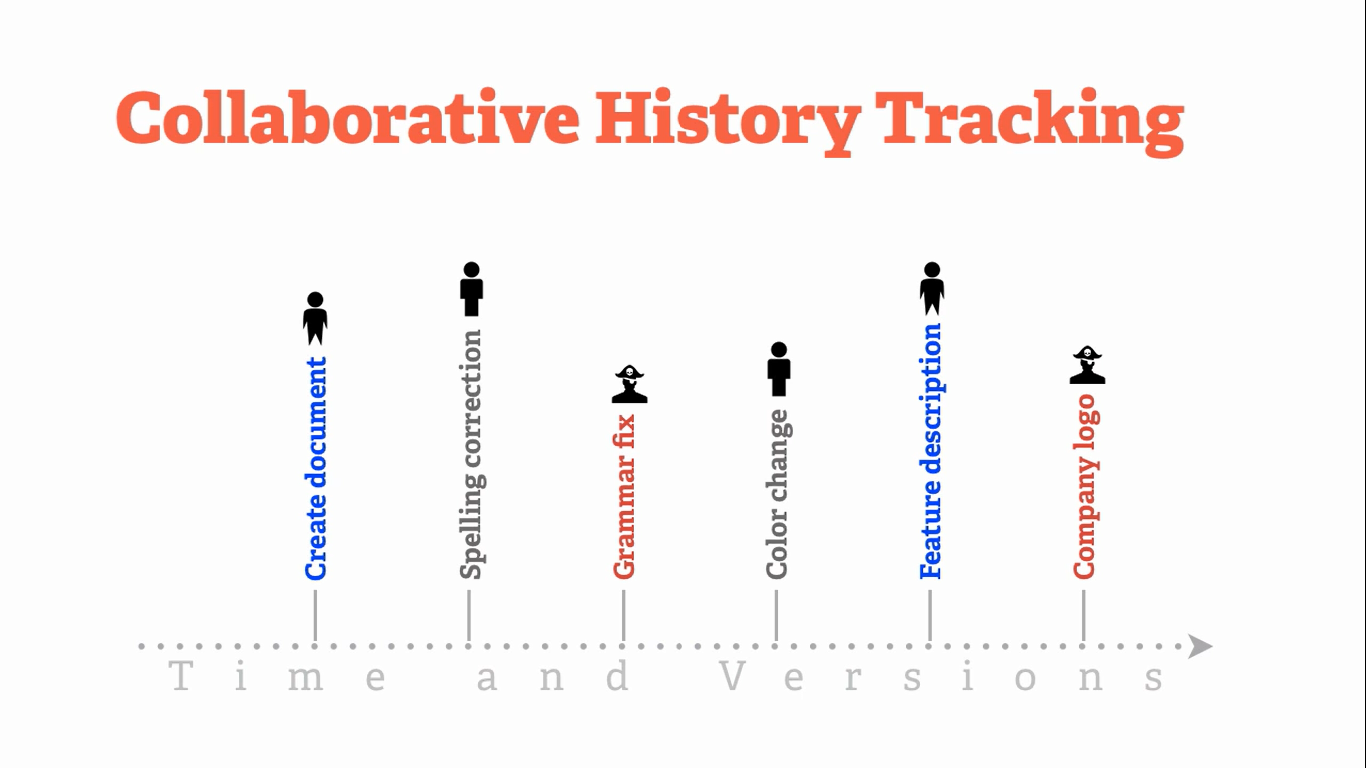 Collaborative History Tracking
Create document
Spelling correction
Grammar fix
Color change
Feature description
Company logo
Time and Versions